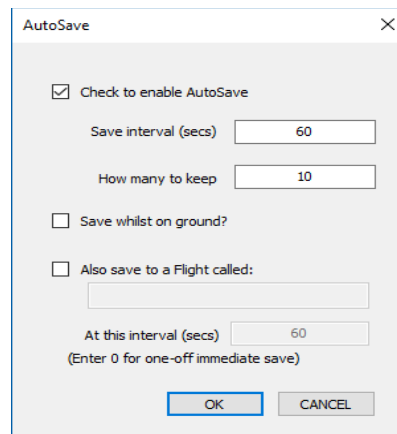 AutoSave
Check to enable AutoSave
Save interval (secs) 60
How many to keep 10
Save whilst on ground?
Also save to a Flight called:
At this interval (secs) 60
(Enter 0 for one-off immediate save)
OK CANCEL